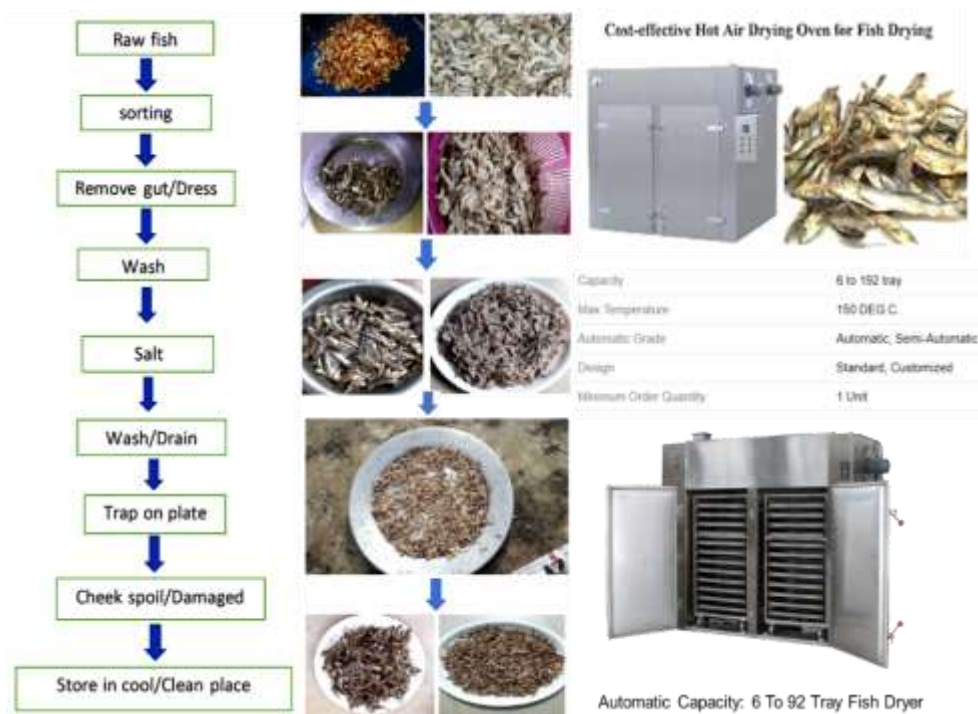 Raw fish
sorting
Remove gut/Dress
Wash
Salt
Wash/Drain
Trap on plate
Cheek spoil/Damaged
Store in cool/Clean place
Cost-effective Hot Air Drying Oven for Fish Drying
Capacity 6 to 192 tray
Max Temperature 150 DEG C
Automatic Grade Automatic, Semi-Automatic
Design Standard, Customized
Minimum Order Quantity 1 Unit
Automatic Capacity: 6 To 92 Tray Fish Dryer